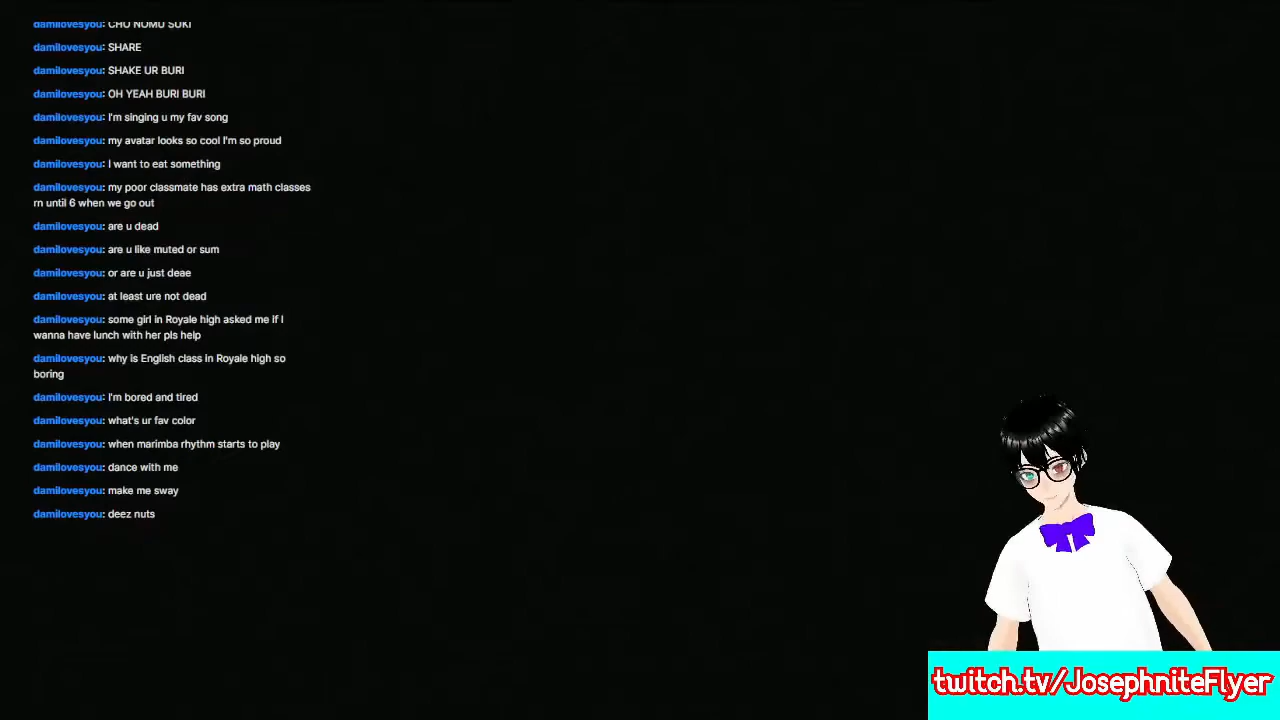 damilovesyou: CHU NOMU SUKI
damilovesyou: SHARE
damilovesyou: SHAKE UR BURI
damilovesyou: OH YEAH BURI BURI
damilovesyou: I'm singing u my fav song
damilovesyou: my avatar looks so cool I'm so proud
damilovesyou: I want to eat something
damilovesyou: my poor classmate has extra math classes
rn until 6 when we go out
damilovesyou: are u dead
damilovesyou: are u like muted or sum
damilovesyou: or are u just deae
damilovesyou: at least ure not dead
damilovesyou: some girl in Royale high asked me if I
wanna have lunch with her pls help
damilovesyou: why is English class in Royale high so
boring
damilovesyou: I'm bored and tired
damilovesyou: what's ur fav color
damilovesyou: when marimba rhythm starts to play
damilovesyou: dance with me
damilovesyou: make me sway
damilovesyou: deez nuts
twitch.tv/JosephniteFlyer